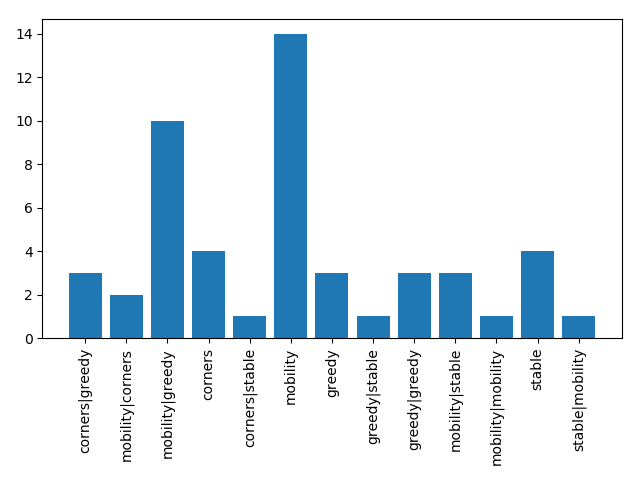 14
12
10
8
6
4
2
0
corners|greedy
mobility|corners
mobility|greedy
corners
corners|stable
mobility
greedy
greedy|stable
greedy|greedy
mobility|stable
mobility|mobility
stable
stable|mobility